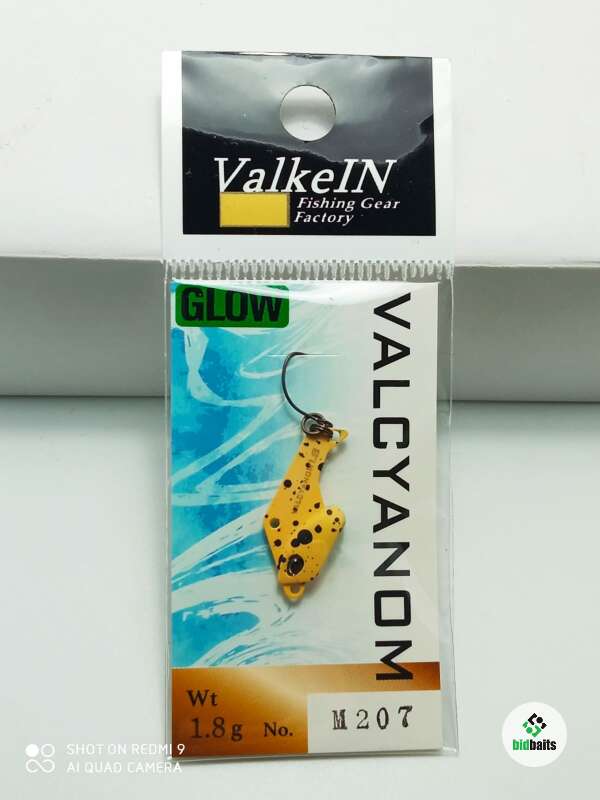 ValkeIN
Fishing Gear
Factory
GLOW
VALCYANOM
Wt
1.8g No. M207
SHOT ON REDMI 9
AI QUAD CAMERA
bidbaits